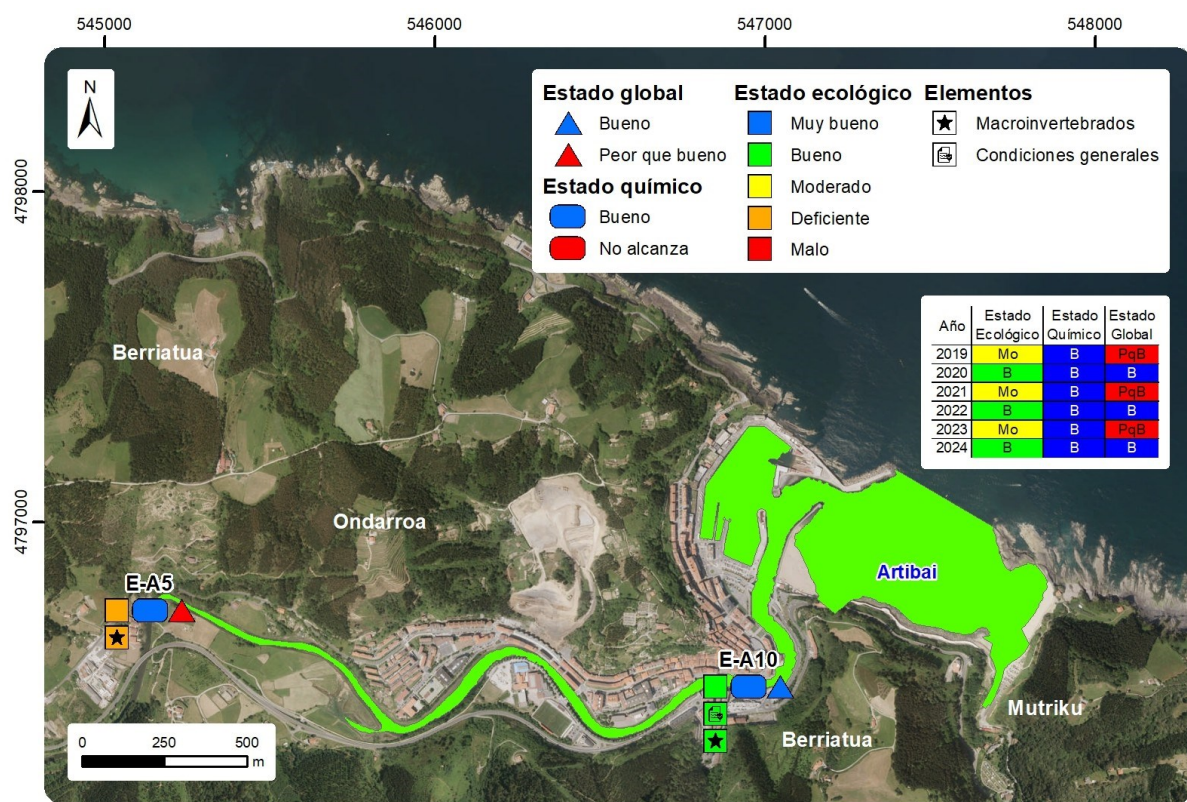 545000 546000 547000 548000
N
Estado global
Bueno
Peor que bueno
Estado químico
Bueno
No alcanza
Estado ecológico
Muy bueno
Bueno
Moderado
Deficiente
Malo
Elementos
Macroinvertebrados
Condiciones generales
4798000
4797000
Año Estado Ecológico Estado Químico Estado Global
2019 Mo B PqB
2020 B B B
2021 Mo B PqB
2022 B B B
2023 Mo B PqB
2024 B B B
Berriatua
Ondarroa
Artibai
E-A5
E-A10
Mutriku
Berriatua
0 250 500
m